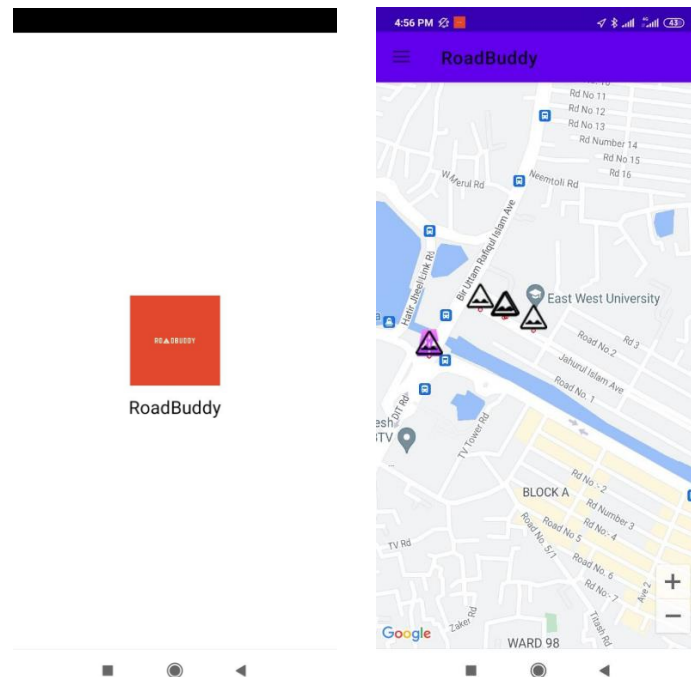 ROADBUDDY
RoadBuddy
4:56 PM
43
RoadBuddy
Rd No 11
Rd No 12
Rd No 13
Rd Number 14
Rd No 15
Rd 16
W Merul Rd
Neemtoli Rd
Bir Uttam Rafiqul Islam Ave
Hatir Jheel Link Rd
East West University
Road No.2
Rd 3
Jahurul Islam Ave
Road No. 1
DIT Rd
esh
BTV
TV Tower Rd
BLOCK A
Rd No - 2
Rd Number 3
Rd No - 4
Road No 5
Road No. 5/1
Road No. 6
Rd No - 7
Ave 2
TV Rd
Zaker Rd
Titash Rd
WARD 98
Google